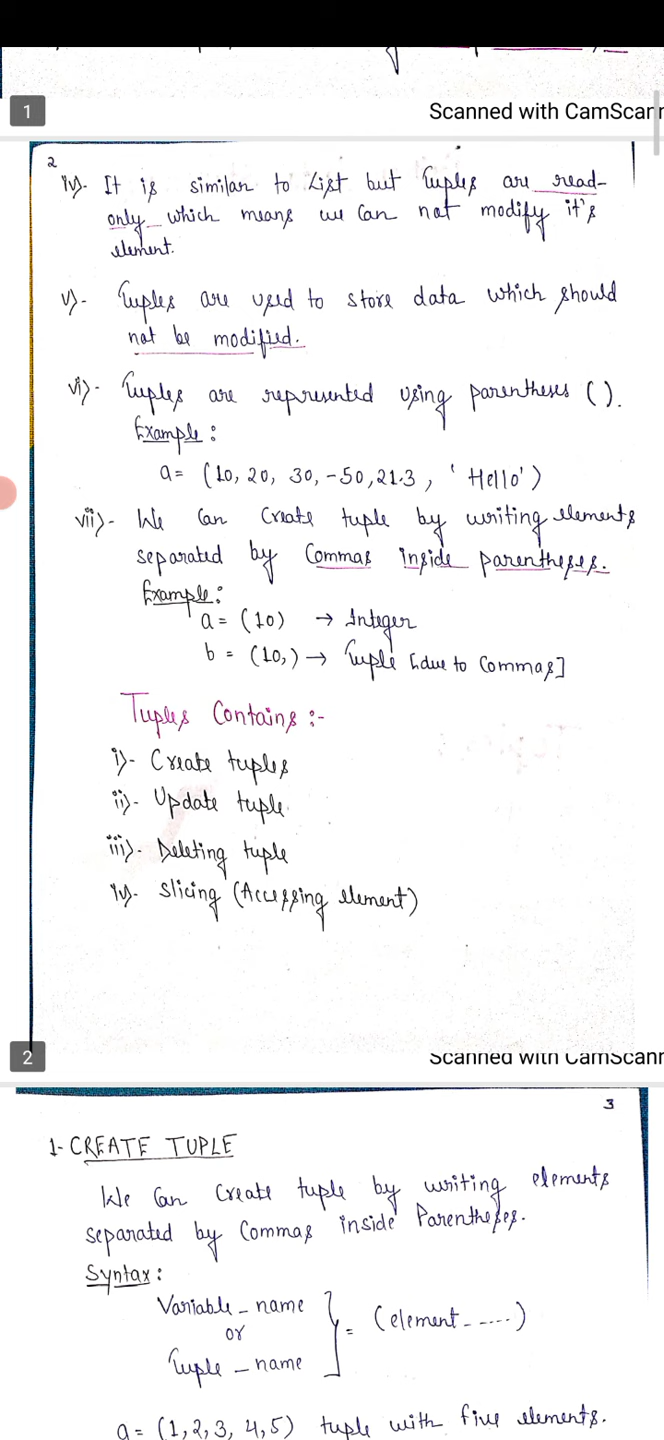 1
Scanned with CamScanr
2
iv)- It is similar to List but Tuples are read-
only which means we can not modify it's
element.
v)- Tuples are used to store data which should
not be modified.
vi)- Tuples are represented using parentheses ().
Example:
a= (10, 20, 30, -50, 21.3, 'Hello')
vii)- We Can Create tuple by writing elements
separated by Commas inside parentheses.
Example:
a = (10) → Integer
b = (10,) → Tuple [due to Commas]
Tuples Contains :-
i)- Create tuples
ii)- Update tuple
iii)- Deleting tuple
iv)- Slicing (Accessing element)
2
Scanned with CamScanr
3
1- CREATE TUPLE
We Can Create tuple by writing elements
separated by Commas inside Parentheses.
Syntax:
Variable_name
or } = (element-----)
Tuple_name
a = (1,2,3, 4,5) tuple with five elements.